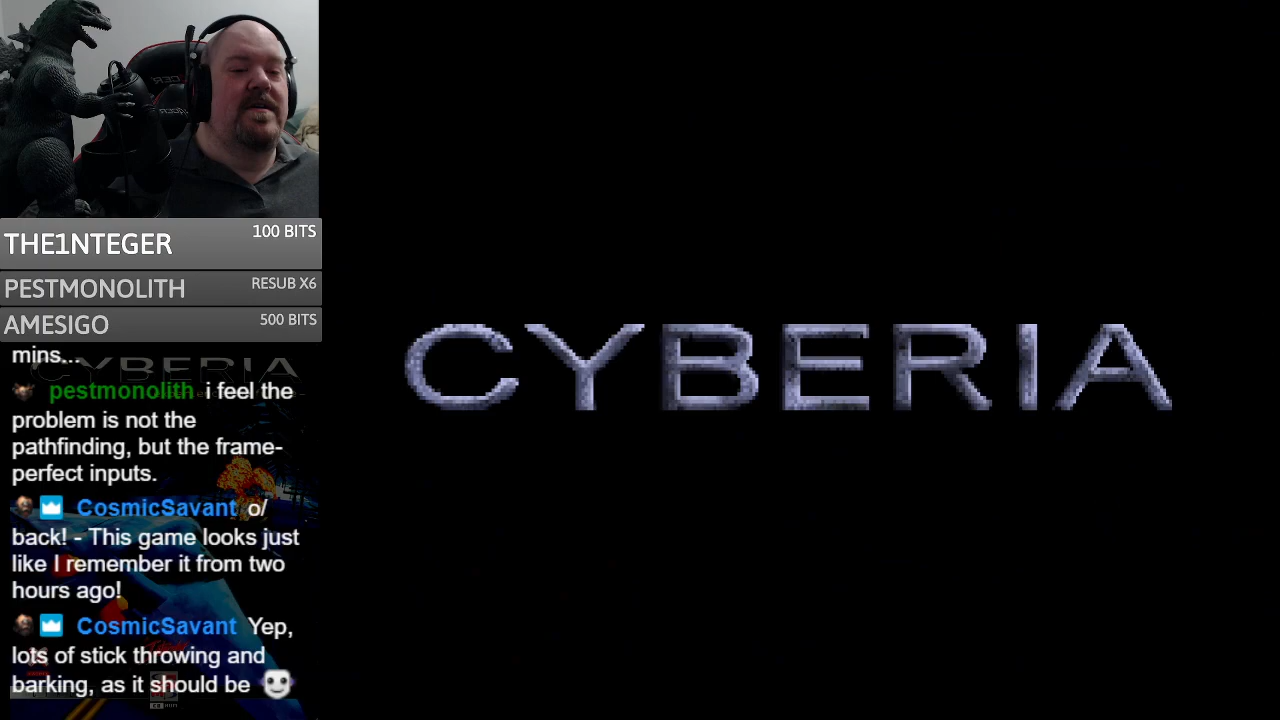 THE1NTEGER 100 BITS
PESTMONOLITH RESUB X6
AMESIGO 500 BITS
mins...
CYBERIA
pestmonolith i feel the
problem is not the
pathfinding, but the frame-
perfect inputs.
CosmicSavant o/
back! - This game looks just
like I remember it from two
hours ago!
CosmicSavant Yep,
lots of stick throwing and
barking, as it should be
CYBERIA